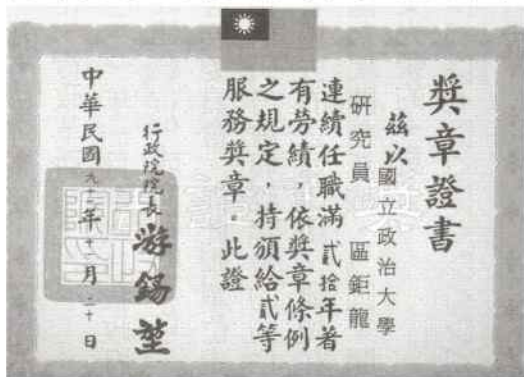 獎章證書
茲以國立政治大學
研究員 區鉅龍
連續任職滿貳拾年著
有勞績，依獎章條例
之規定，持頒給貳等
服務獎章。此證
行政院院長 游錫堃
中華民國九十二年十二月二十日